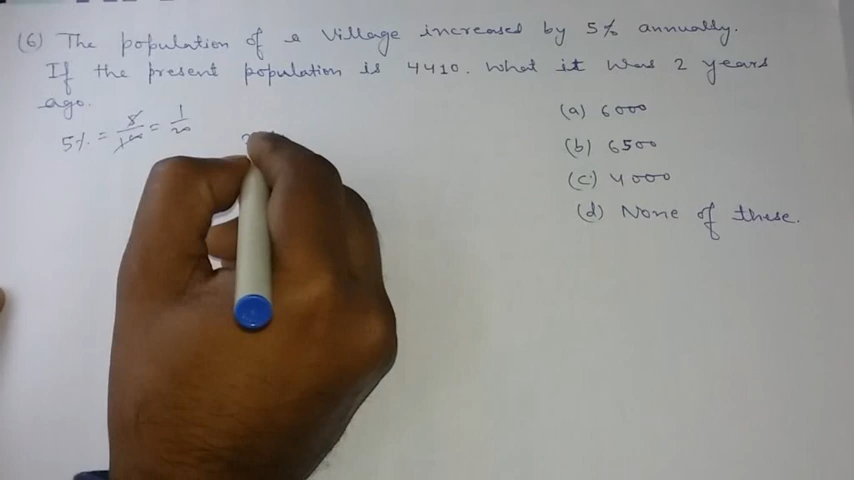 (6) The population of a village increased by 5% annually.
If the present population is 4410. what it was 2 years
ago.
5% = 5/100 = 1/20
(a) 6000
(b) 6500
(c) 4000
(d) None of these.